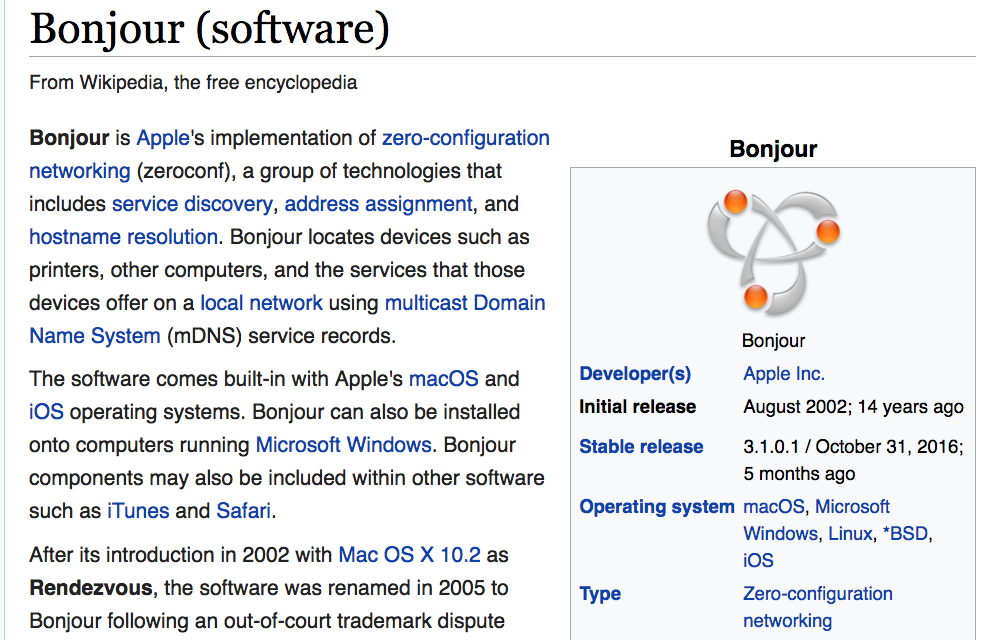 Bonjour (software)
From Wikipedia, the free encyclopedia
Bonjour is Apple's implementation of zero-configuration
networking (zeroconf), a group of technologies that
includes service discovery, address assignment, and
hostname resolution. Bonjour locates devices such as
printers, other computers, and the services that those
devices offer on a local network using multicast Domain
Name System (mDNS) service records.
The software comes built-in with Apple's macOS and
iOS operating systems. Bonjour can also be installed
onto computers running Microsoft Windows. Bonjour
components may also be included within other software
such as iTunes and Safari.
After its introduction in 2002 with Mac OS X 10.2 as
Rendezvous, the software was renamed in 2005 to
Bonjour following an out-of-court trademark dispute
Bonjour
Bonjour
Developer(s) Apple Inc.
Initial release August 2002; 14 years ago
Stable release 3.1.0.1 / October 31, 2016;
5 months ago
Operating system macOS, Microsoft
Windows, Linux, *BSD,
iOS
Type Zero-configuration
networking